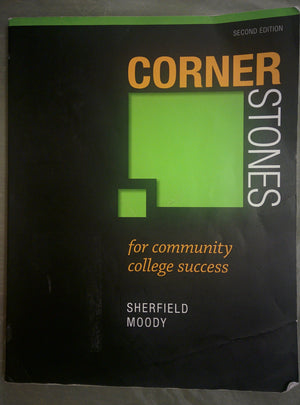 SECOND EDITION
CORNER
STONES
for community
college success
SHERFIELD
MOODY